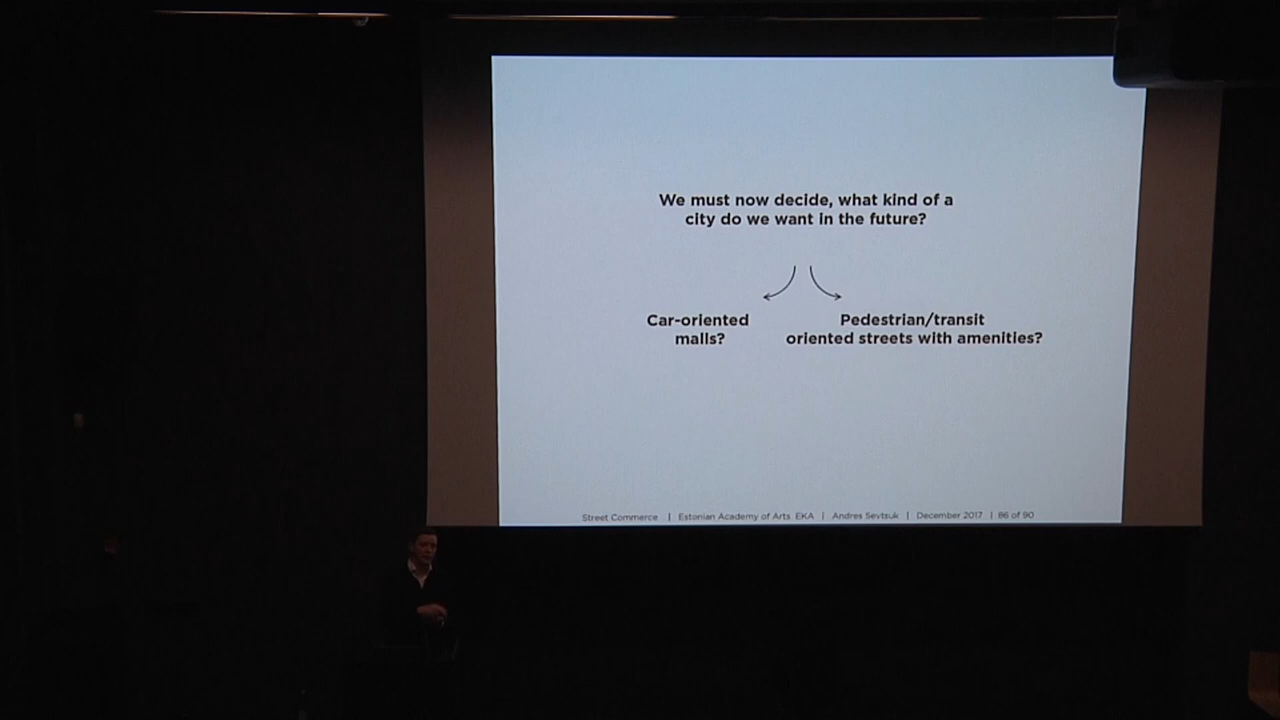 We must now decide, what kind of a
city do we want in the future?
Car-oriented
malls?
Pedestrian/transit
oriented streets with amenities?
Street Commerce | Estonian Academy of Arts EKA | Andres Sevtsuk | December 2017 | 86 of 90